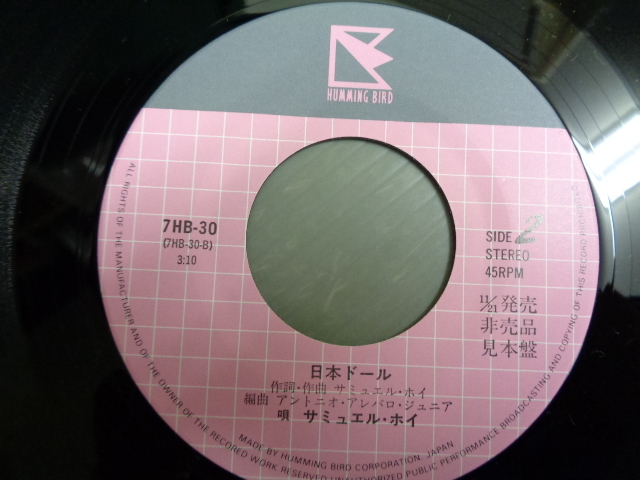 HUMMING BIRD
7HB-30
(7HB-30-B)
3:10
SIDE 2
STEREO
45RPM
11/21発売
非売品
見本盤
日本ドール
作詞・作曲 サミュエル・ホイ
編曲 アントニオ・アレバロ・ジュニア
唄 サミュエル・ホイ
MADE BY HUMMING BIRD CORPORATION, JAPAN
ALL RIGHTS OF THE MANUFACTURER AND OF THE OWNER OF THE RECORDED WORK RESERVED UNAUTHORIZED PUBLIC PERFORMANCE BROADCASTING AND COPYING OF THIS RECORD PROHIBITED